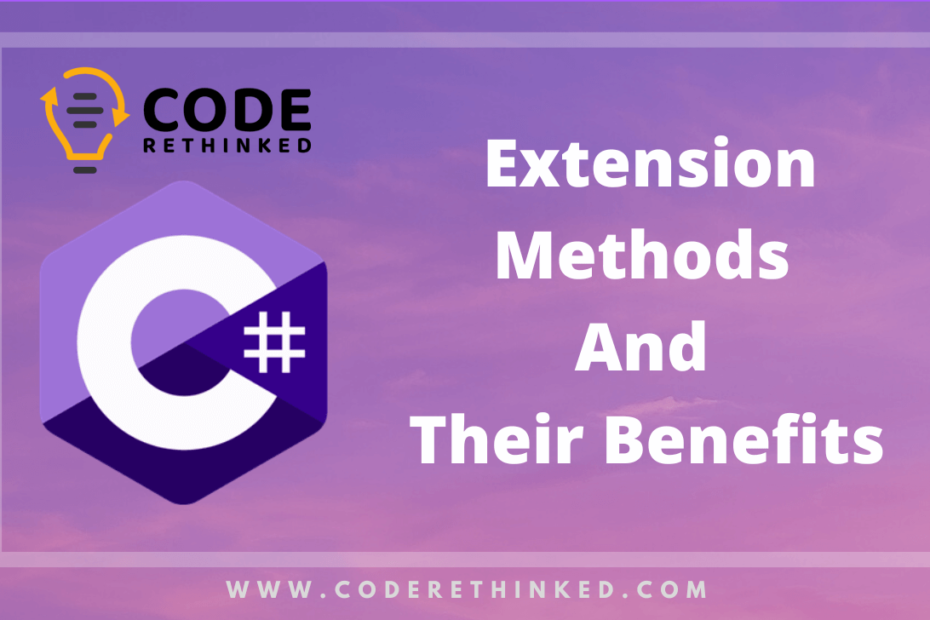 CODE
RETHINKED
C#
Extension
Methods
And
Their Benefits
WWW.CODERETHINKED.COM